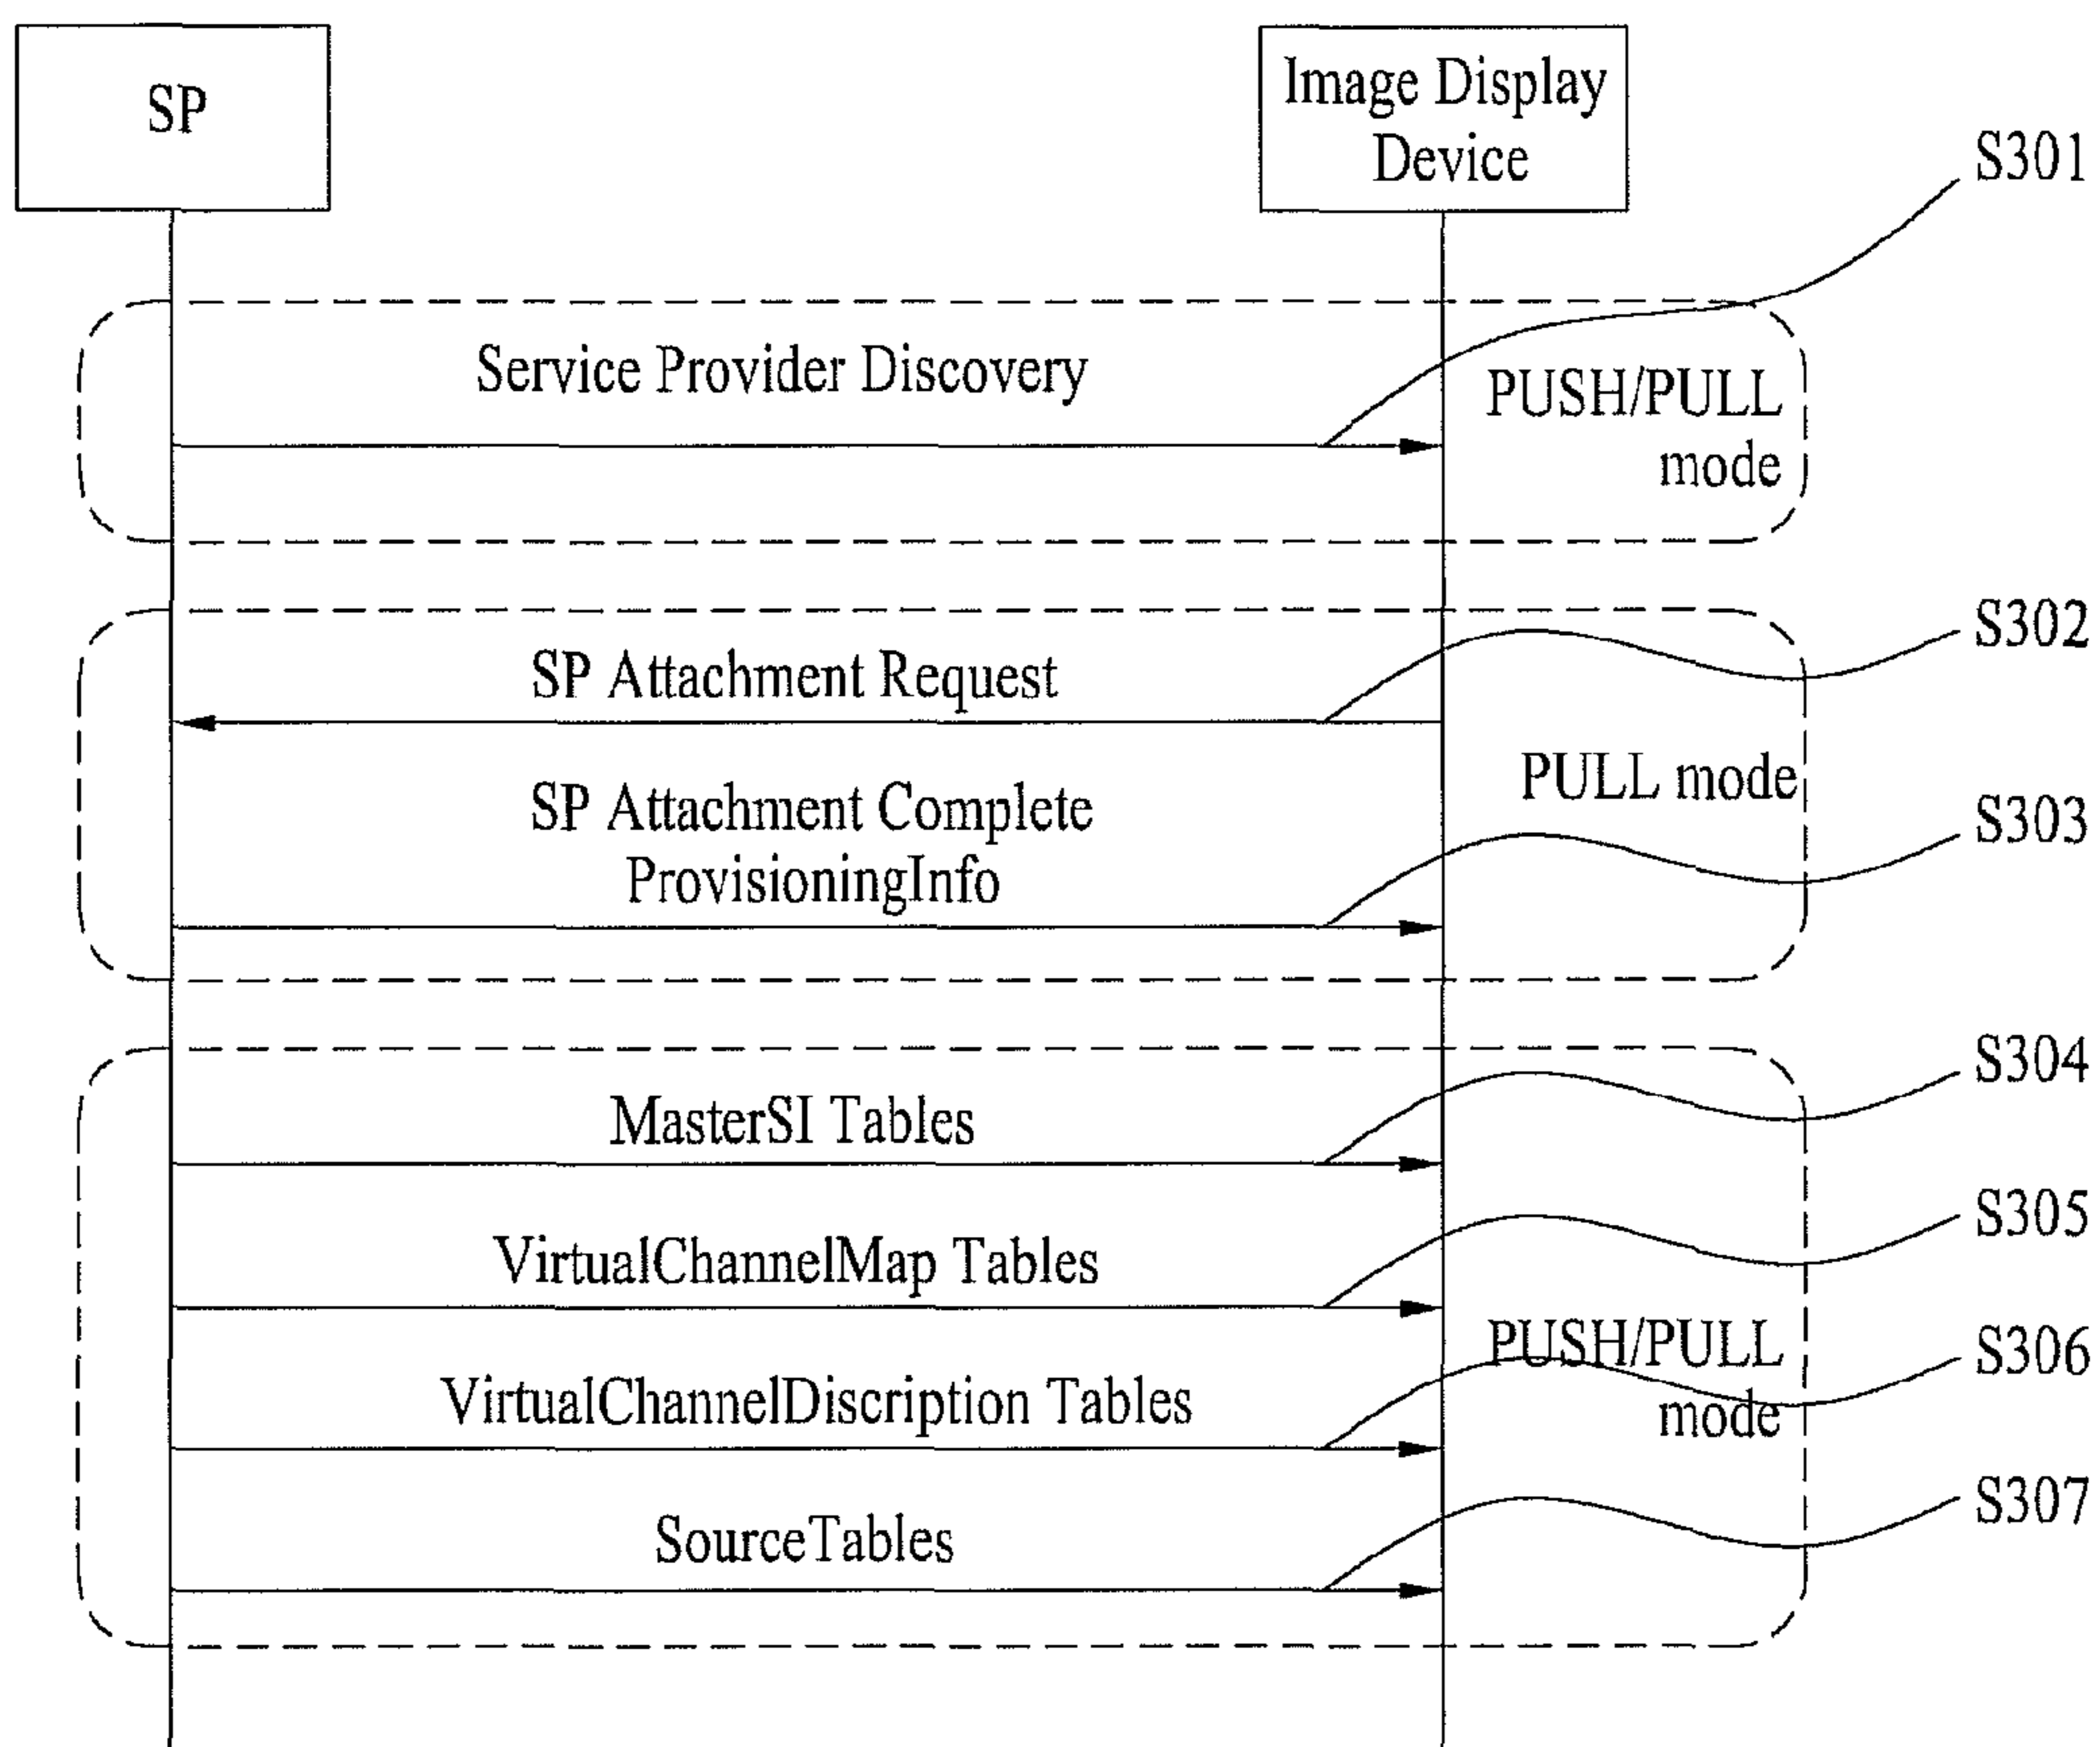 SP
Image Display
Device
S301
Service Provider Discovery
PUSH/PULL
mode
S302
SP Attachment Request
PULL mode
SP Attachment Complete
ProvisioningInfo
S303
S304
MasterSI Tables
S305
VirtualChannelMap Tables
PUSH/PULL
mode
S306
VirtualChannelDiscription Tables
S307
SourceTables